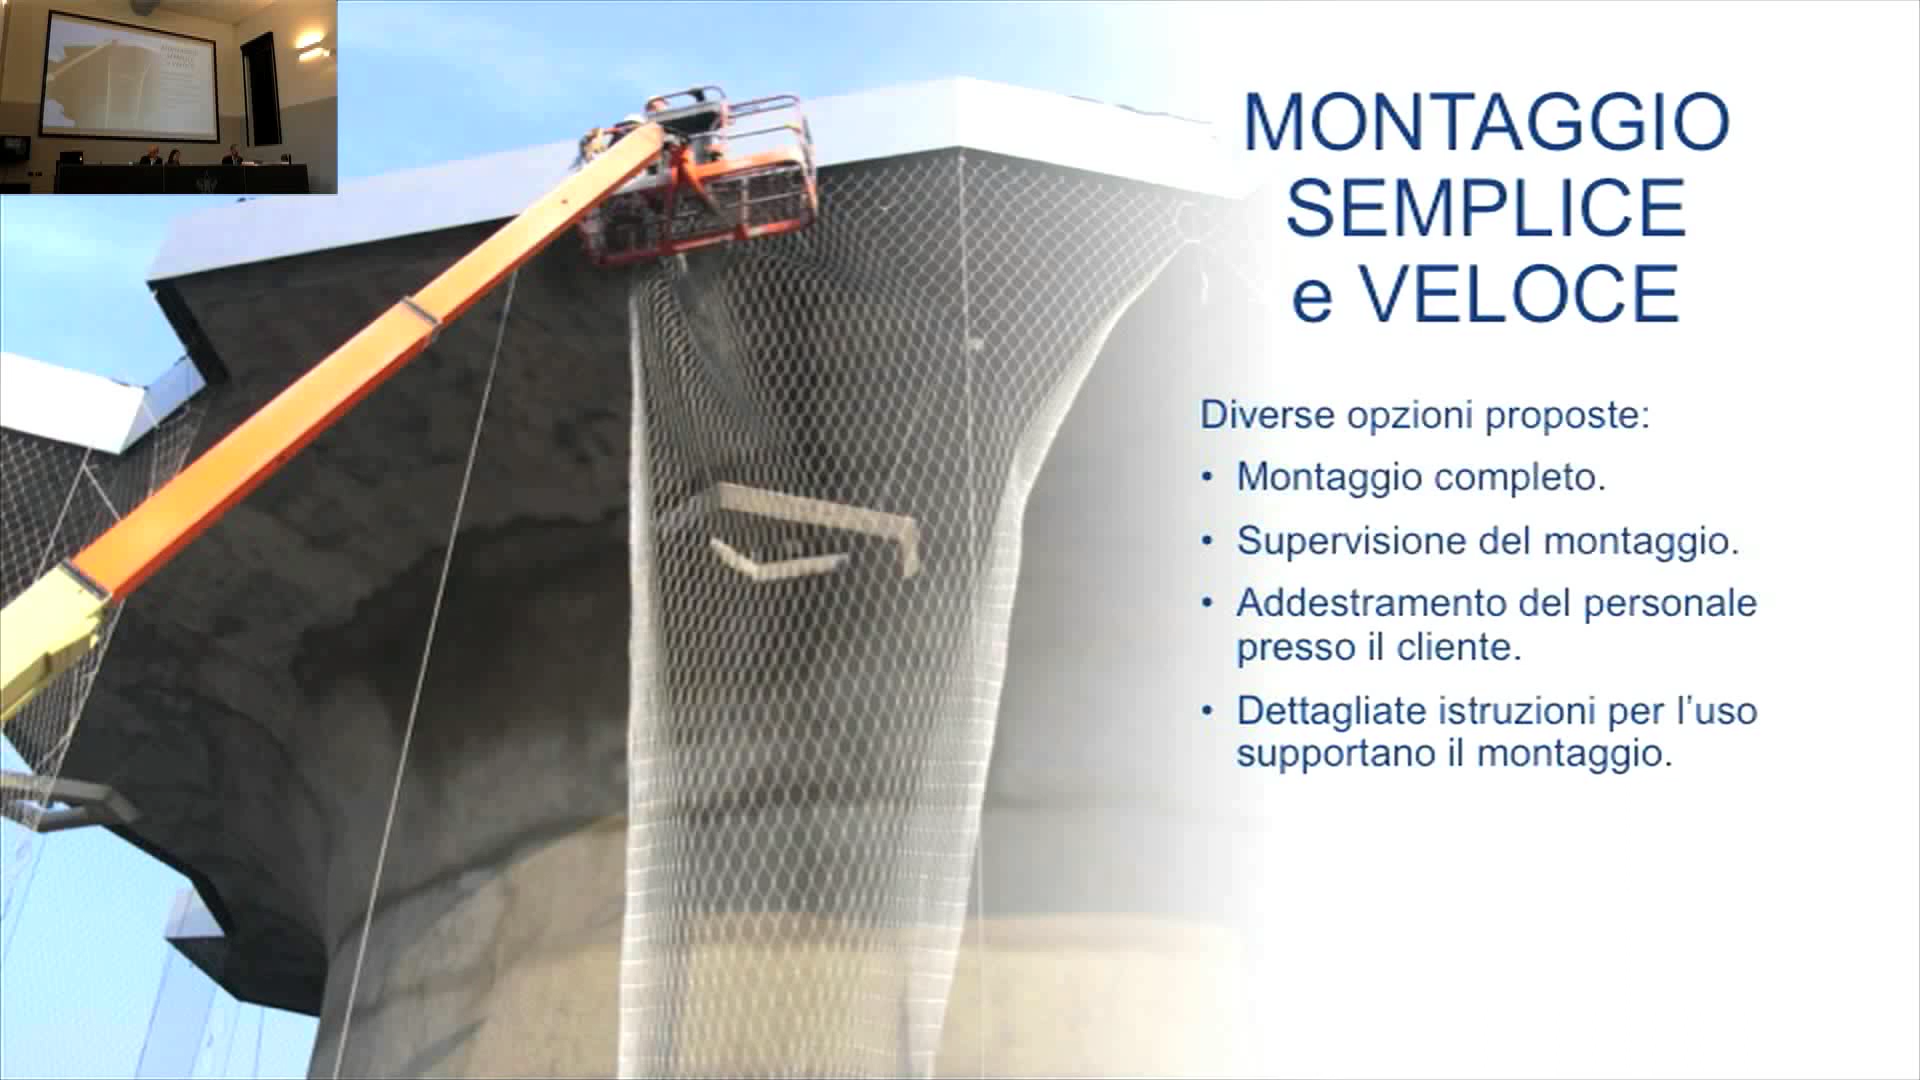 MONTAGGIO
SEMPLICE
e VELOCE
Diverse opzioni proposte:
• Montaggio completo.
• Supervisione del montaggio.
• Addestramento del personale
presso il cliente.
• Dettagliate istruzioni per l’uso
supportano il montaggio.